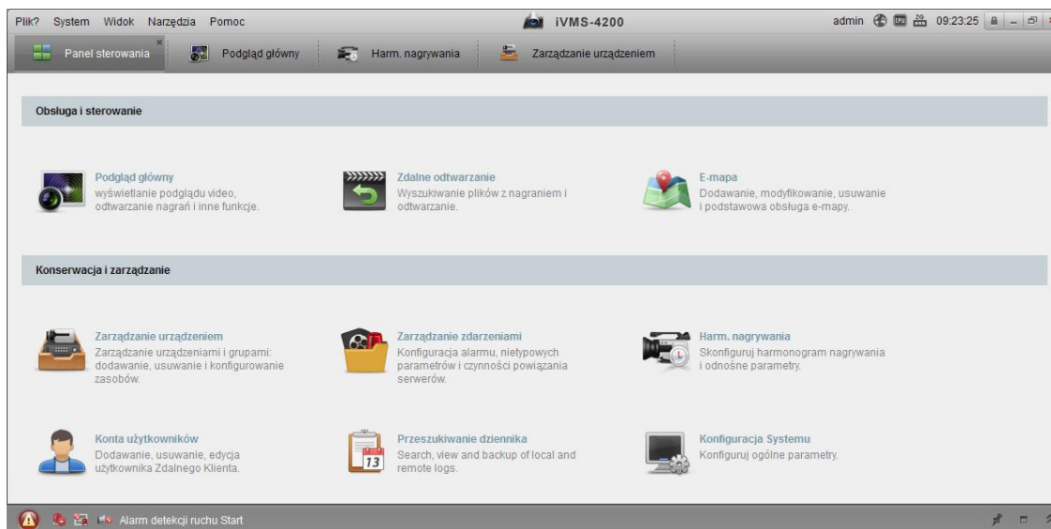 Plik? System Widok Narzędzia Pomoc iVMS-4200 admin 09:23:25
Panel sterowania Podgląd główny Harm. nagrywania Zarządzanie urządzeniem
Obsługa i sterowanie
Podgląd główny
wyświetlanie podglądu video,
odtwarzanie nagrań i inne funkcje.
Zdalne odtwarzanie
Wyszukiwanie plików z nagraniem i
odtwarzanie.
E-mapa
Dodawanie, modyfikowanie, usuwanie
i podstawowa obsługa e-mapy.
Konserwacja i zarządzanie
Zarządzanie urządzeniem
Zarządzanie urządzeniami i grupami:
dodawanie, usuwanie i konfigurowanie
zasobów.
Zarządzanie zdarzeniami
Konfiguracja alarmu, nietypowych
parametrów i czynności powiązania
serwerów.
Harm. nagrywania
Skonfiguruj harmonogram nagrywania
i odnośne parametry.
Konta użytkowników
Dodawanie, usuwanie, edycja
użytkownika Zdalnego Klienta.
13
Przeszukiwanie dziennika
Search, view and backup of local and
remote logs.
Konfiguracja Systemu
Konfiguruj ogólne parametry.
Alarm detekcji ruchu Start